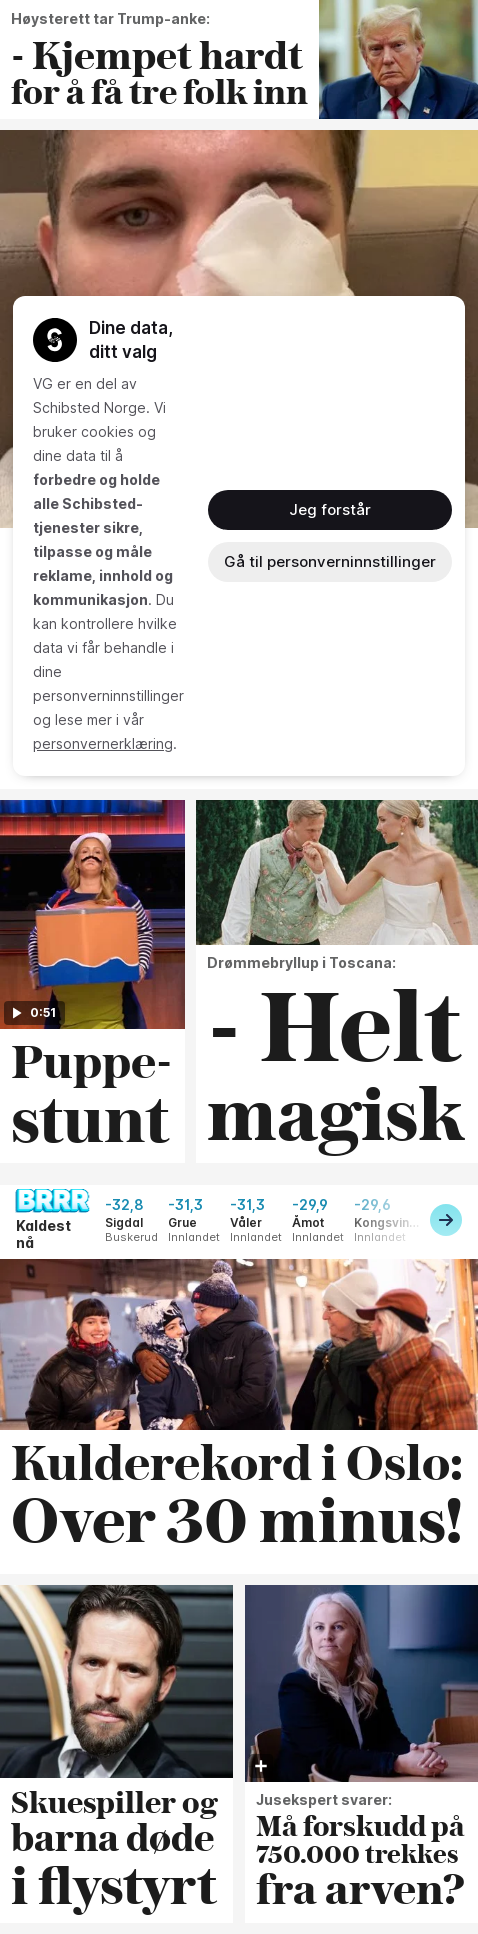 Høysterett tar Trump-anke:
- Kjempet hardt
for å få tre folk inn
Dine data,
ditt valg
VG er en del av
Schibsted Norge. Vi
bruker cookies og
dine data til å
forbedre og holde
alle Schibsted-
tjenester sikre,
tilpasse og måle
reklame, innhold og
kommunikasjon. Du
kan kontrollere hvilke
data vi får behandle i
dine
personverninnstillinger
og lese mer i vår
personvernerklæring.
Jeg forstår
Gå til personverninnstillinger
0:51
Puppe-
stunt
Drømmebryllup i Toscana:
- Helt
magisk
BRRR
Kaldest
nå
-32,8
Sigdal
Buskerud
-31,3
Grue
Innlandet
-31,3
Våler
Innlandet
-29,9
Åmot
Innlandet
-29,6
Kongsvin...
Innlandet
Kulderekord i Oslo:
Over 30 minus!
Skuespiller og
barna døde
i flystyrt
Jusekspert svarer:
Må forskudd på
750.000 trekkes
fra arven?